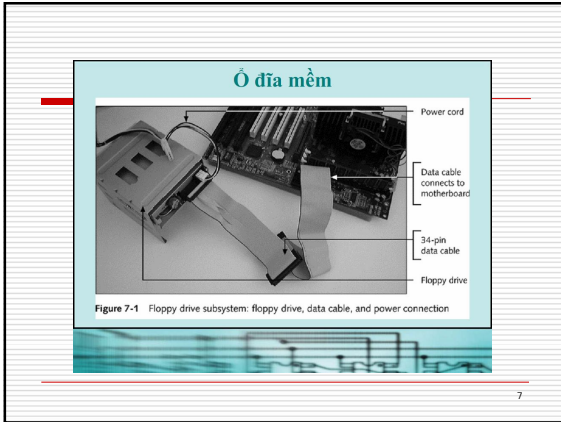 Ổ đĩa mềm
Power cord
Data cable
connects to
motherboard
34-pin
data cable
Floppy drive
Figure 7-1 Floppy drive subsystem: floppy drive, data cable, and power connection
7